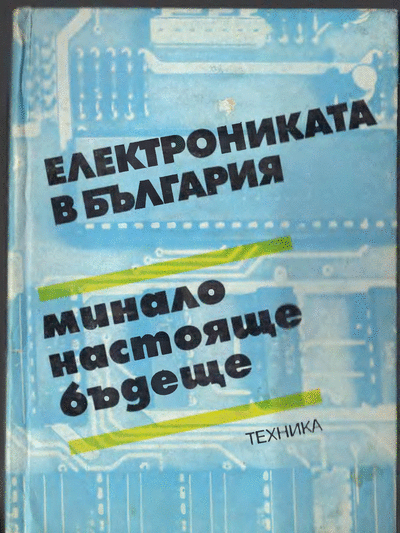 ЕЛЕКТРОНИКАТА
В БЪЛГАРИЯ
минало
настояще
бъдеще
ТЕХНИКА